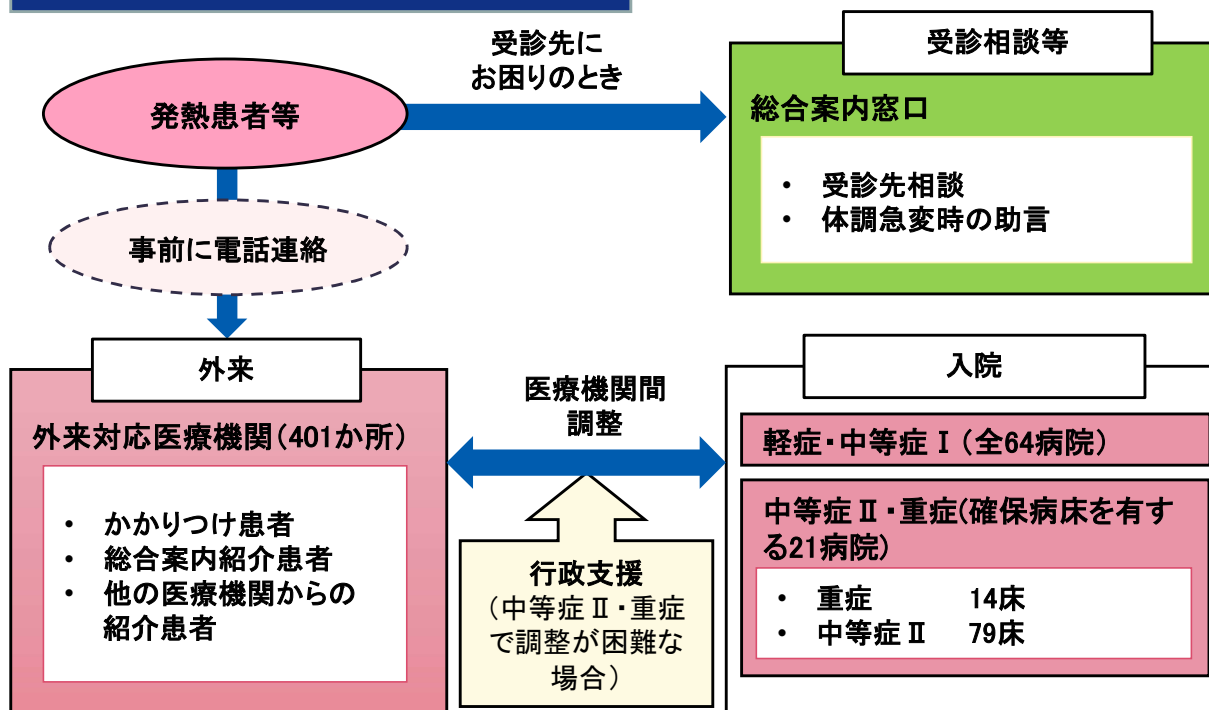 受診先に
お困りのとき
受診相談等
発熱患者等
総合案内窓口
・ 受診先相談
・ 体調急変時の助言
事前に電話連絡
外来
外来対応医療機関(401か所)
・ かかりつけ患者
・ 総合案内紹介患者
・ 他の医療機関からの
紹介患者
医療機関間
調整
行政支援
(中等症Ⅱ・重症
で調整が困難な
場合)
入院
軽症・中等症Ⅰ(全64病院)
中等症Ⅱ・重症(確保病床を有す
る21病院)
・ 重症 14床
・ 中等症Ⅱ 79床